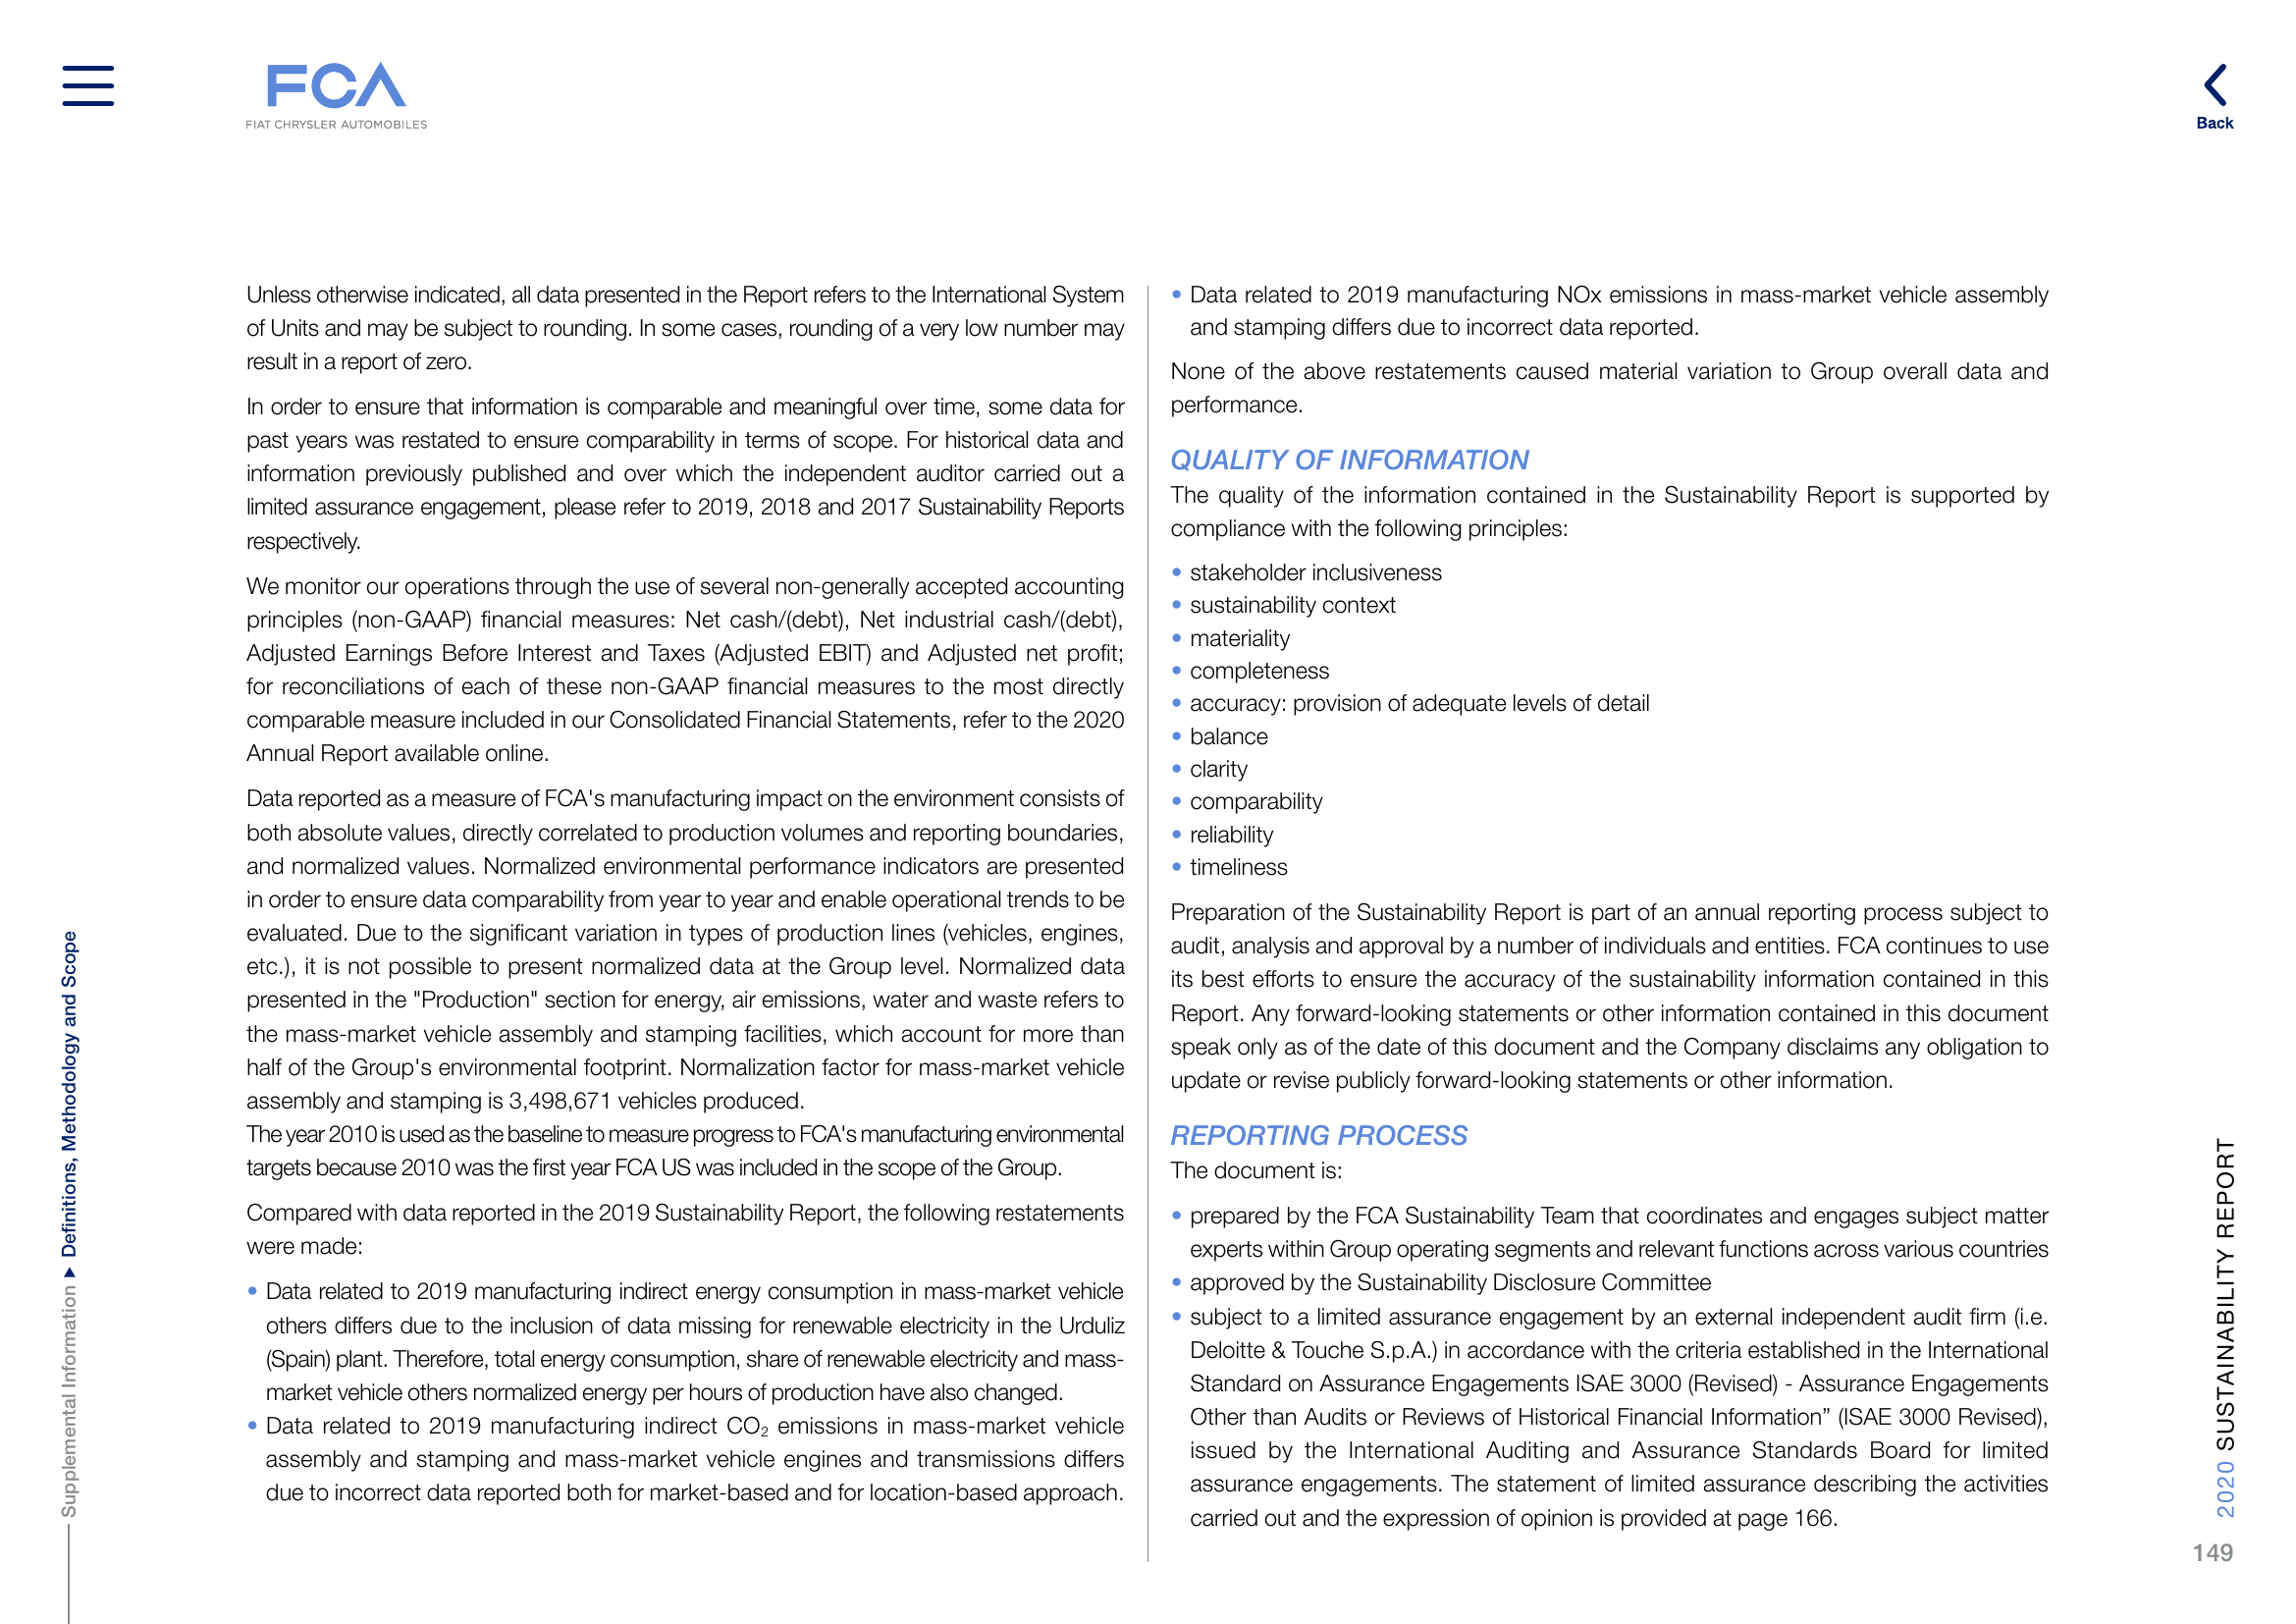 FCA
FIAT CHRYSLER AUTOMOBILES
Back
Unless otherwise indicated, all data presented in the Report refers to the International System
of Units and may be subject to rounding. In some cases, rounding of a very low number may
result in a report of zero.
In order to ensure that information is comparable and meaningful over time, some data for
past years was restated to ensure comparability in terms of scope. For historical data and
information previously published and over which the independent auditor carried out a
limited assurance engagement, please refer to 2019, 2018 and 2017 Sustainability Reports
respectively.
We monitor our operations through the use of several non-generally accepted accounting
principles (non-GAAP) financial measures: Net cash/(debt), Net industrial cash/(debt),
Adjusted Earnings Before Interest and Taxes (Adjusted EBIT) and Adjusted net profit;
for reconciliations of each of these non-GAAP financial measures to the most directly
comparable measure included in our Consolidated Financial Statements, refer to the 2020
Annual Report available online.
Data reported as a measure of FCA's manufacturing impact on the environment consists of
both absolute values, directly correlated to production volumes and reporting boundaries,
and normalized values. Normalized environmental performance indicators are presented
in order to ensure data comparability from year to year and enable operational trends to be
evaluated. Due to the significant variation in types of production lines (vehicles, engines,
etc.), it is not possible to present normalized data at the Group level. Normalized data
presented in the "Production" section for energy, air emissions, water and waste refers to
the mass-market vehicle assembly and stamping facilities, which account for more than
half of the Group's environmental footprint. Normalization factor for mass-market vehicle
assembly and stamping is 3,498,671 vehicles produced.
The year 2010 is used as the baseline to measure progress to FCA's manufacturing environmental
targets because 2010 was the first year FCA US was included in the scope of the Group.
Compared with data reported in the 2019 Sustainability Report, the following restatements
were made:
• Data related to 2019 manufacturing indirect energy consumption in mass-market vehicle
others differs due to the inclusion of data missing for renewable electricity in the Urduliz
(Spain) plant. Therefore, total energy consumption, share of renewable electricity and mass-
market vehicle others normalized energy per hours of production have also changed.
• Data related to 2019 manufacturing indirect CO₂ emissions in mass-market vehicle
assembly and stamping and mass-market vehicle engines and transmissions differs
due to incorrect data reported both for market-based and for location-based approach.
• Data related to 2019 manufacturing NOx emissions in mass-market vehicle assembly
and stamping differs due to incorrect data reported.
None of the above restatements caused material variation to Group overall data and
performance.
QUALITY OF INFORMATION
The quality of the information contained in the Sustainability Report is supported by
compliance with the following principles:
• stakeholder inclusiveness
• sustainability context
• materiality
• completeness
• accuracy: provision of adequate levels of detail
• balance
• clarity
• comparability
• reliability
• timeliness
Preparation of the Sustainability Report is part of an annual reporting process subject to
audit, analysis and approval by a number of individuals and entities. FCA continues to use
its best efforts to ensure the accuracy of the sustainability information contained in this
Report. Any forward-looking statements or other information contained in this document
speak only as of the date of this document and the Company disclaims any obligation to
update or revise publicly forward-looking statements or other information.
REPORTING PROCESS
The document is:
• prepared by the FCA Sustainability Team that coordinates and engages subject matter
experts within Group operating segments and relevant functions across various countries
• approved by the Sustainability Disclosure Committee
• subject to a limited assurance engagement by an external independent audit firm (i.e.
Deloitte & Touche S.p.A.) in accordance with the criteria established in the International
Standard on Assurance Engagements ISAE 3000 (Revised) - Assurance Engagements
Other than Audits or Reviews of Historical Financial Information” (ISAE 3000 Revised),
issued by the International Auditing and Assurance Standards Board for limited
assurance engagements. The statement of limited assurance describing the activities
carried out and the expression of opinion is provided at page 166.
Supplemental Information ▶ Definitions, Methodology and Scope
2020 SUSTAINABILITY REPORT
149